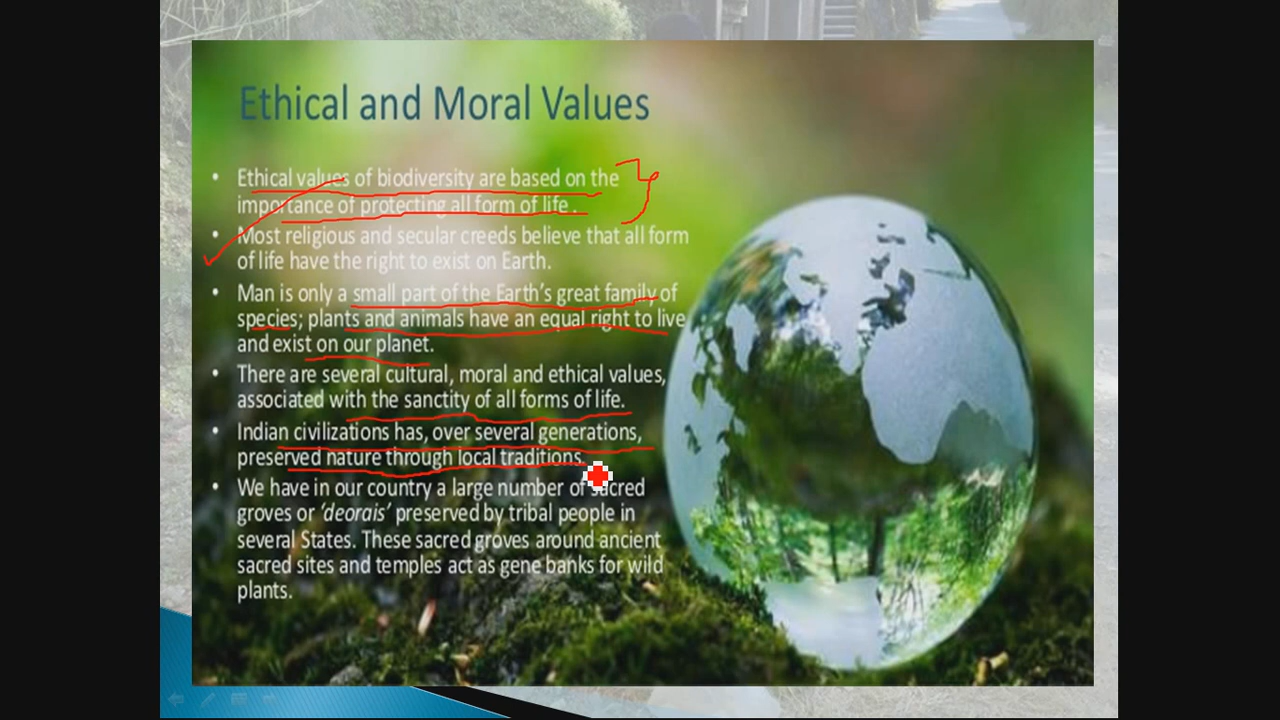 Ethical and Moral Values
• Ethical values of biodiversity are based on the
importance of protecting all form of life .
• Most religious and secular creeds believe that all form
of life have the right to exist on Earth.
• Man is only a small part of the Earth's great family of
species; plants and animals have an equal right to live
and exist on our planet.
• There are several cultural, moral and ethical values,
associated with the sanctity of all forms of life.
• Indian civilizations has, over several generations,
preserved nature through local traditions.
• We have in our country a large number of sacred
groves or 'deorais' preserved by tribal people in
several States. These sacred groves around ancient
sacred sites and temples act as gene banks for wild
plants.